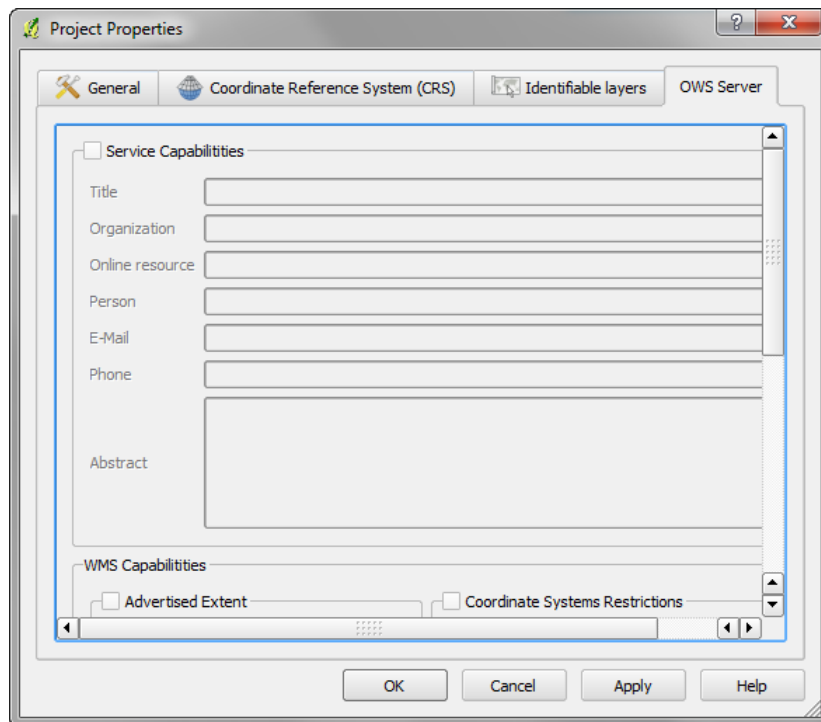 Project Properties
General
Coordinate Reference System (CRS)
Identifiable layers
OWS Server
Service Capabilitities
Title
Organization
Online resource
Person
E-Mail
Phone
Abstract
WMS Capabilitities
Advertised Extent
Coordinate Systems Restrictions
OK
Cancel
Apply
Help